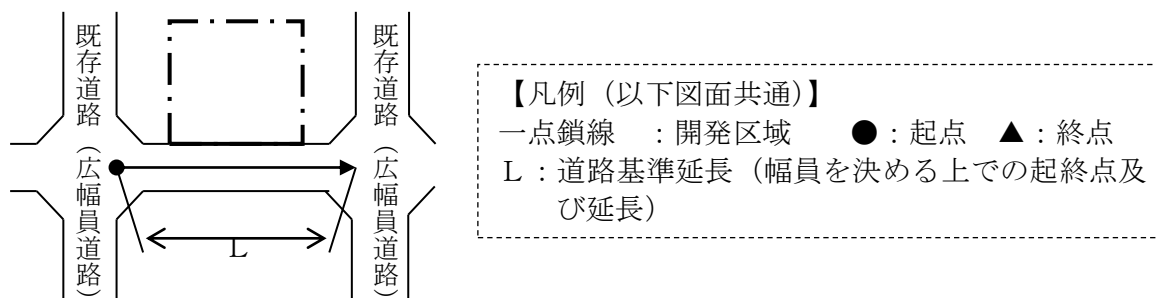 既存道路（広幅員道路）
既存道路（広幅員道路）
L
【凡例（以下図面共通）】
一点鎖線　：開発区域　　●：起点　▲：終点
L：道路基準延長（幅員を決める上での起終点及
び延長）